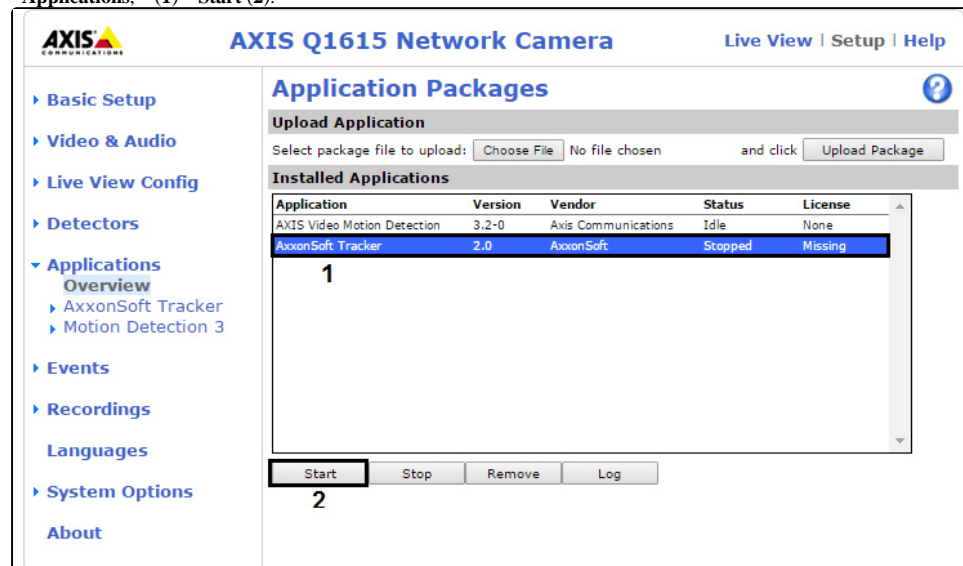 Applications, (1) Start (2).
AXIS COMMUNICATIONS
AXIS Q1615 Network Camera
Live View | Setup | Help
Basic Setup
Video & Audio
Live View Config
Detectors
Applications
Overview
AxxonSoft Tracker
Motion Detection 3
Events
Recordings
Languages
System Options
About
Application Packages
?
Upload Application
Select package file to upload: Choose File No file chosen and click Upload Package
Installed Applications
Application Version Vendor Status License
AXIS Video Motion Detection 3.2-0 Axis Communications Idle None
AxxonSoft Tracker 2.0 AxxonSoft Stopped Missing
1
Start Stop Remove Log
2